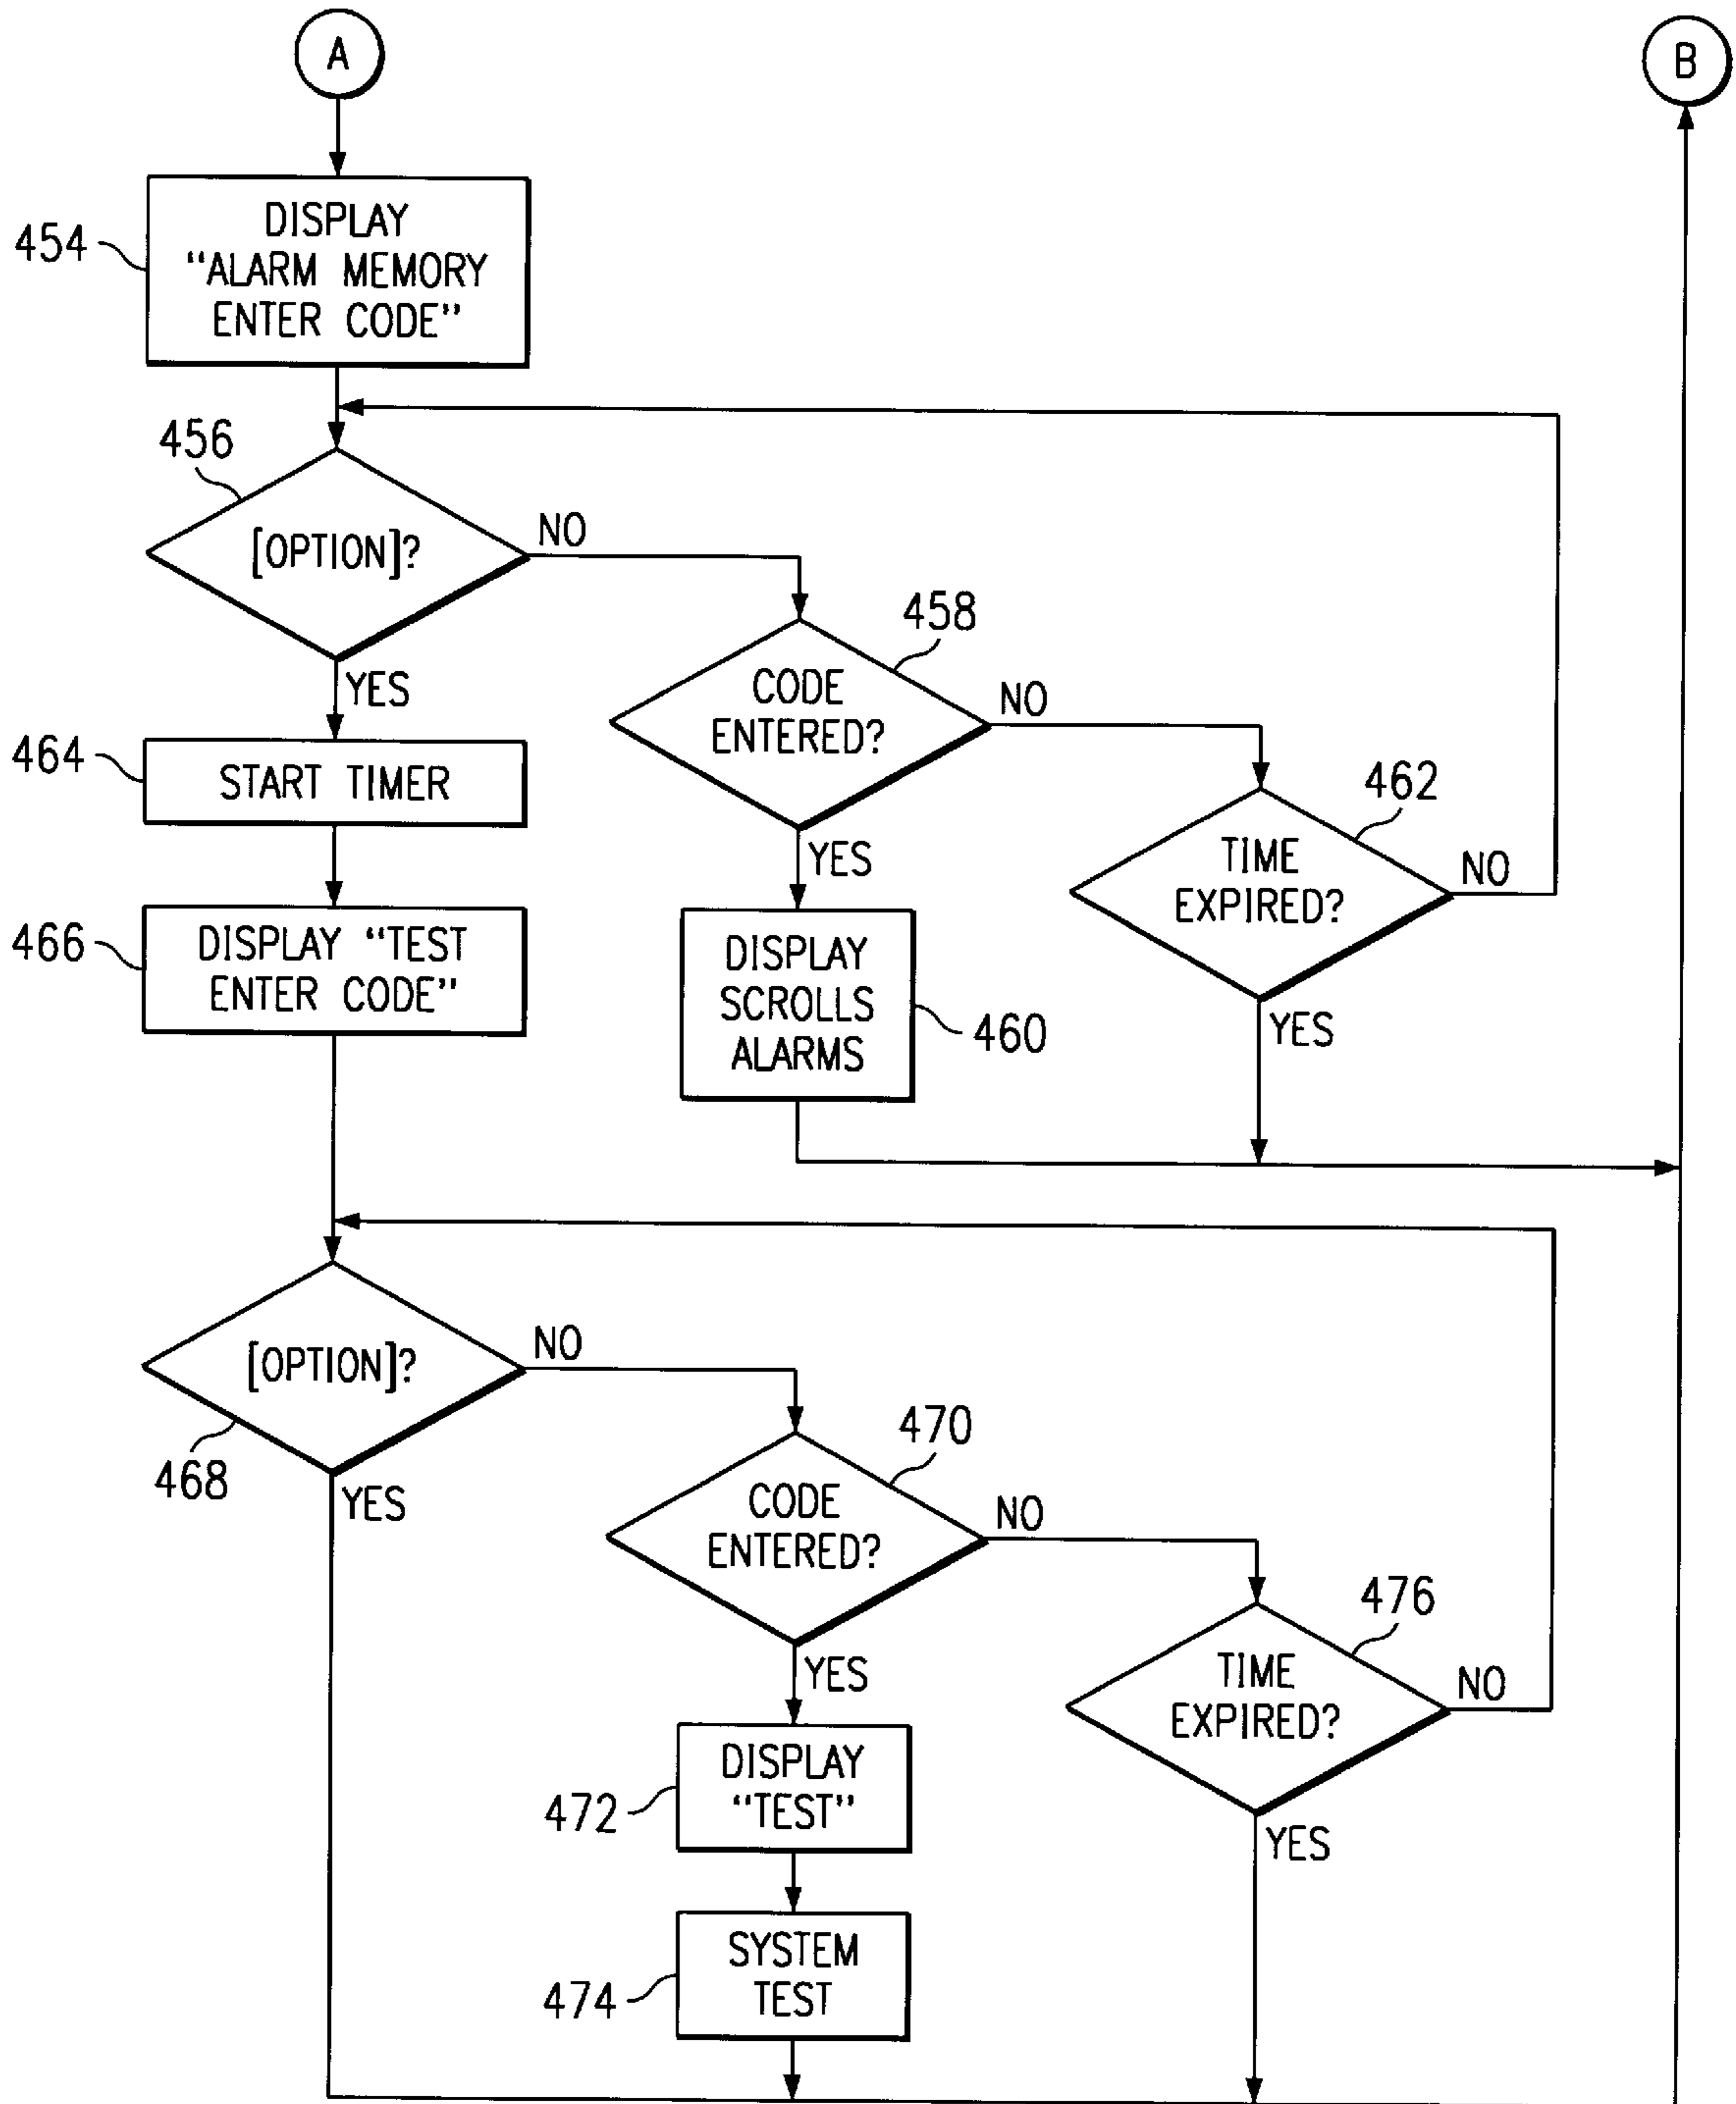 A
B
454
DISPLAY
"ALARM MEMORY
ENTER CODE"
456
[OPTION]?
NO
YES
458
CODE
ENTERED?
NO
YES
462
TIME
EXPIRED?
NO
YES
464
START TIMER
466
DISPLAY "TEST
ENTER CODE"
DISPLAY
SCROLLS
ALARMS
460
[OPTION]?
NO
468
YES
470
CODE
ENTERED?
NO
YES
476
TIME
EXPIRED?
NO
YES
472
DISPLAY
"TEST"
474
SYSTEM
TEST